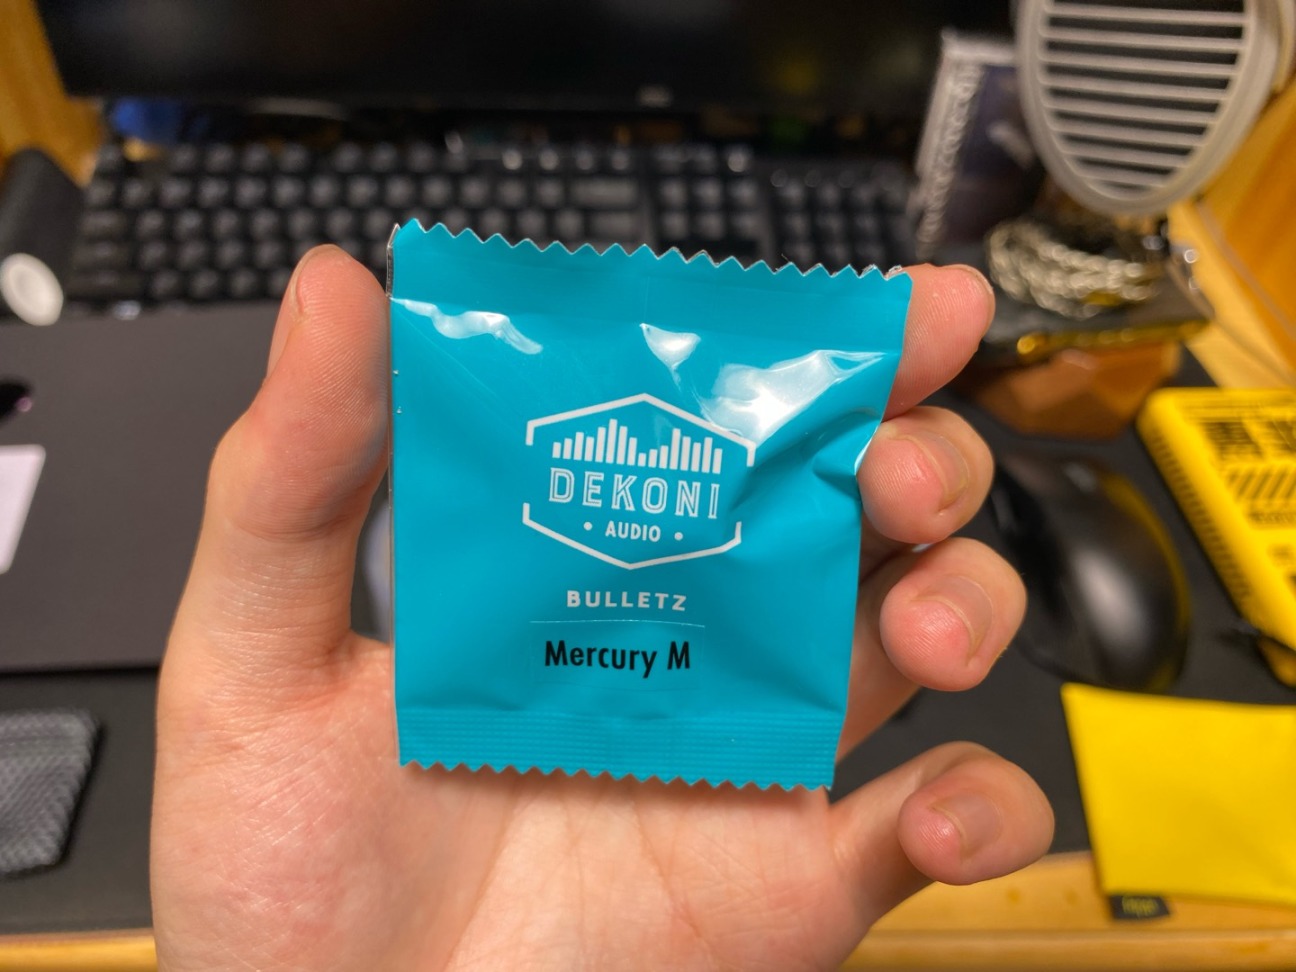 DEKONI
• AUDIO •
BULLETZ
Mercury M